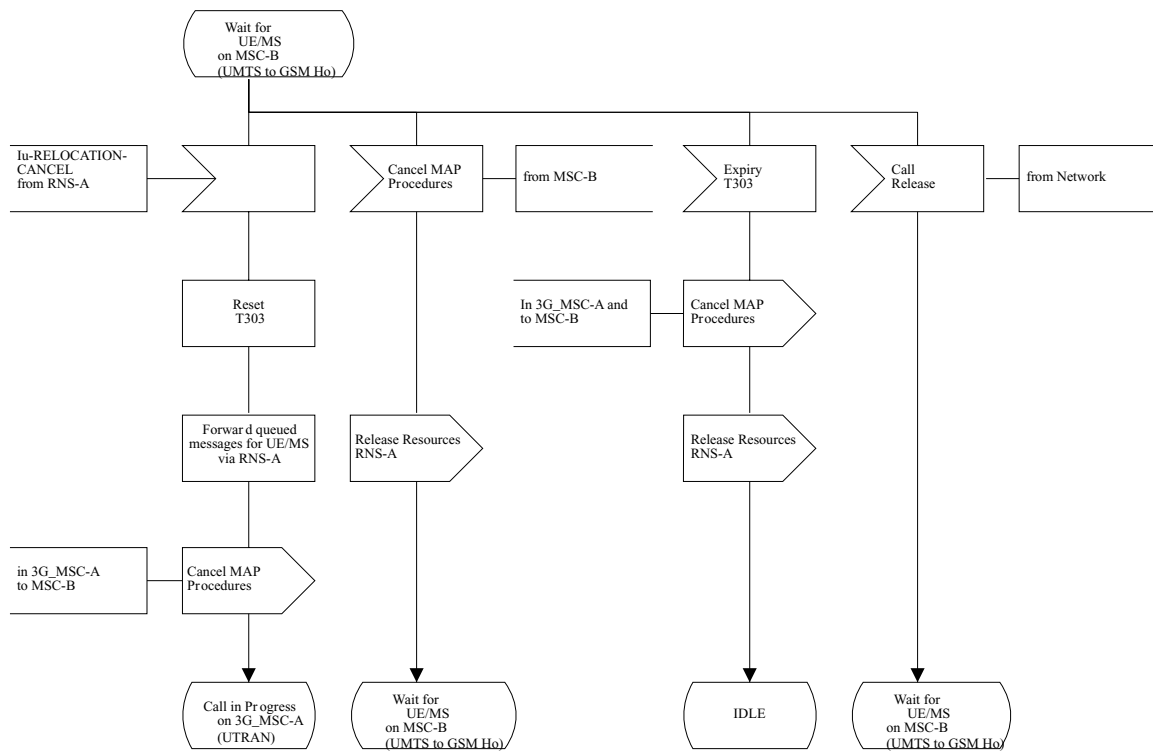 Wait for
UE/MS
on MSC-B
(UMTS to GSM Ho)
Iu-RELOCATION-
CANCEL
from RNS-A
Cancel MAP
Procedures
from MSC-B
Expiry
T303
Call
Release
from Network
Reset
T303
In 3G_MSC-A and
to MSC-B
Cancel MAP
Procedures
Forward queued
messages for UE/MS
via RNS-A
Release Resources
RNS-A
Release Resources
RNS-A
in 3G_MSC-A
to MSC-B
Cancel MAP
Procedures
Call in Progress
on 3G_MSC-A
(UTRAN)
Wait for
UE/MS
on MSC-B
(UMTS to GSM Ho)
IDLE
Wait for
UE/MS
on MSC-B
(UMTS to GSM Ho)